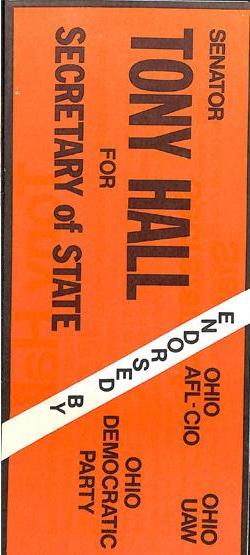 SENATOR
TONY HALL
FOR
SECRETARY of STATE
ENDORSED BY
OHIO
AFL-CIO
OHIO
UAW
OHIO
DEMOCRATIC
PARTY